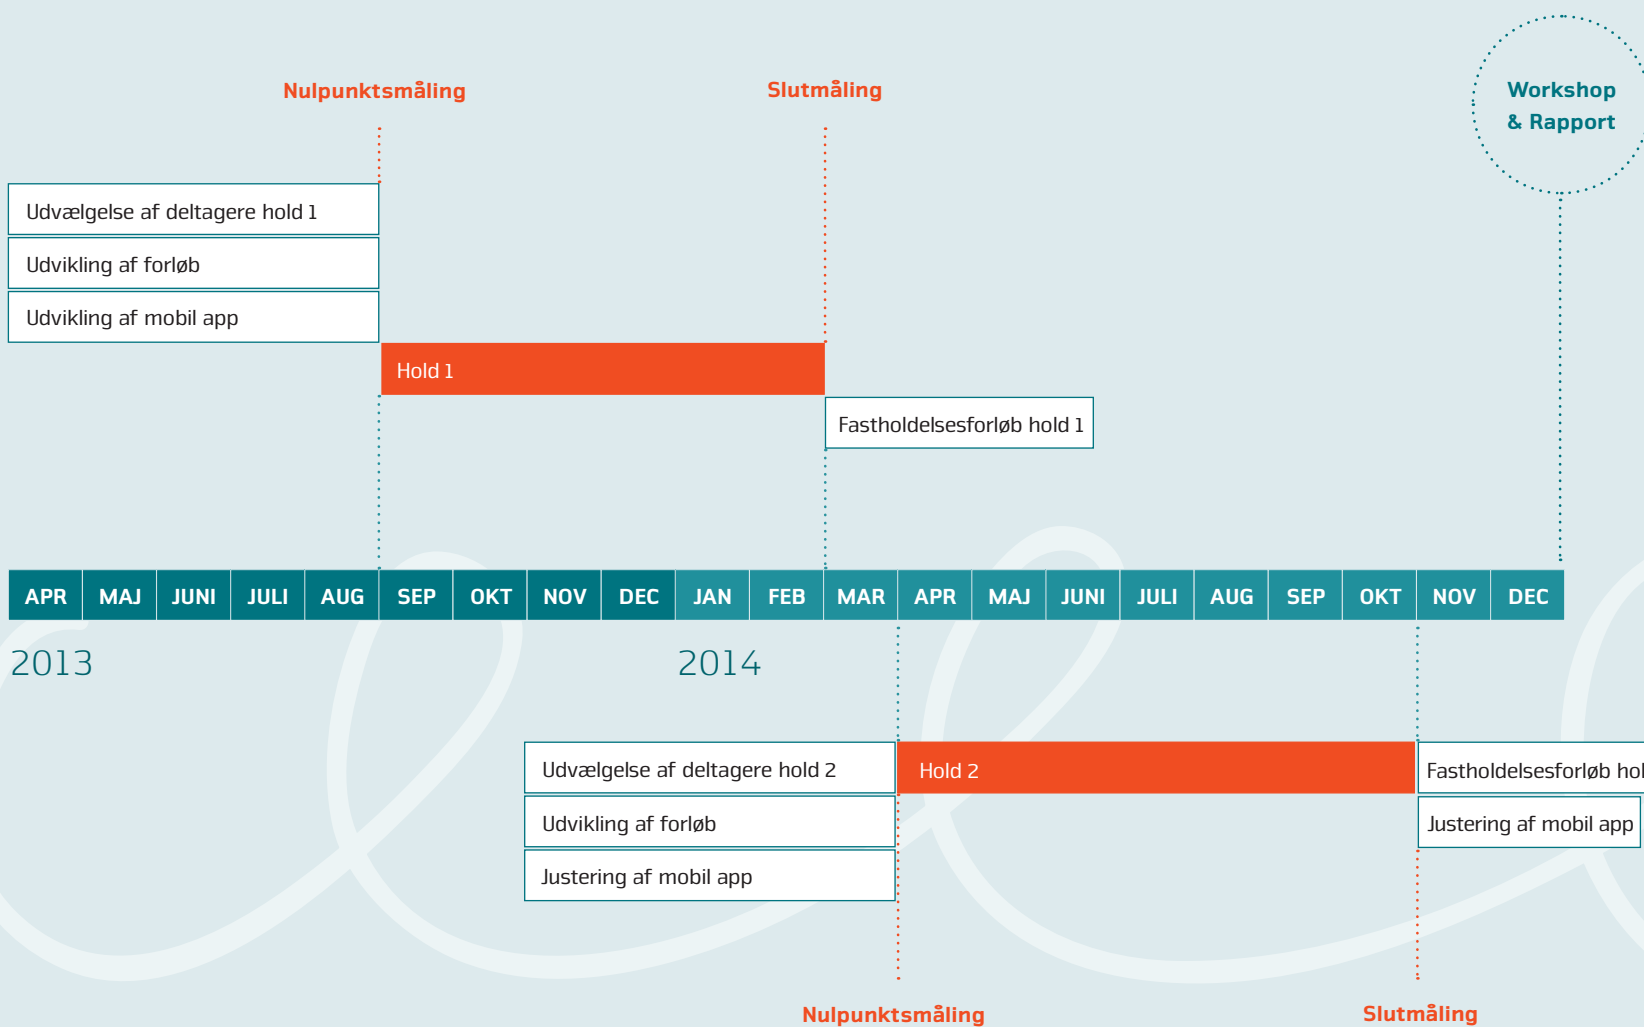 Nulpunktsmåling
Slutmåling
Workshop
& Rapport
Udvælgelse af deltagere hold 1
Udvikling af forløb
Udvikling af mobil app
Hold 1
Fastholdelsesforløb hold 1
APR MAJ JUNI JULI AUG SEP OKT NOV DEC JAN FEB MAR APR MAJ JUNI JULI AUG SEP OKT NOV DEC
2013 2014
Udvælgelse af deltagere hold 2
Udvikling af forløb
Justering af mobil app
Hold 2
Fastholdelsesforløb hol
Justering af mobil app
Nulpunktsmåling
Slutmåling